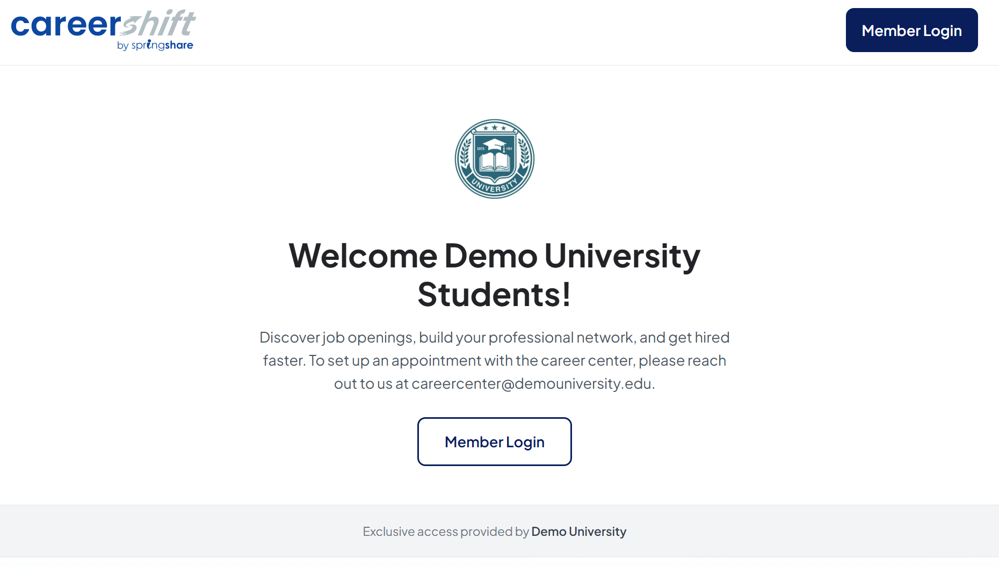 careershift
by springshare
Member Login
ESTD 1991
UNIVERSITY
Welcome Demo University
Students!
Discover job openings, build your professional network, and get hired
faster. To set up an appointment with the career center, please reach
out to us at careercenter@demouniversity.edu.
Member Login
Exclusive access provided by Demo University